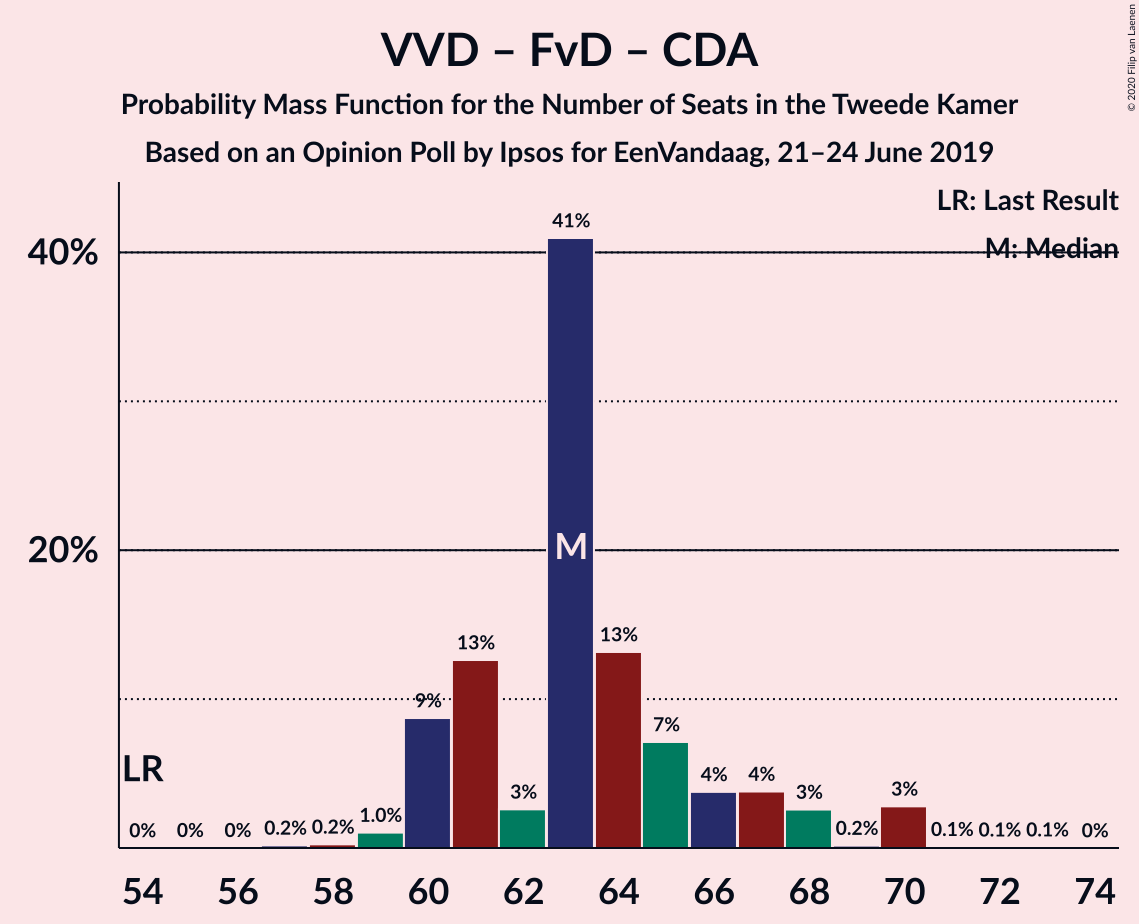 VVD – FvD – CDA
Probability Mass Function for the Number of Seats in the Tweede Kamer
Based on an Opinion Poll by Ipsos for EenVandaag, 21–24 June 2019
© 2020 Filip van Laenen
LR: Last Result
M: Median
40%
20%
LR
M
0% 0% 0% 0.2% 0.2% 1.0% 9% 13% 3% 41% 13% 7% 4% 4% 3% 0.2% 3% 0.1% 0.1% 0.1% 0%
54 56 58 60 62 64 66 68 70 72 74